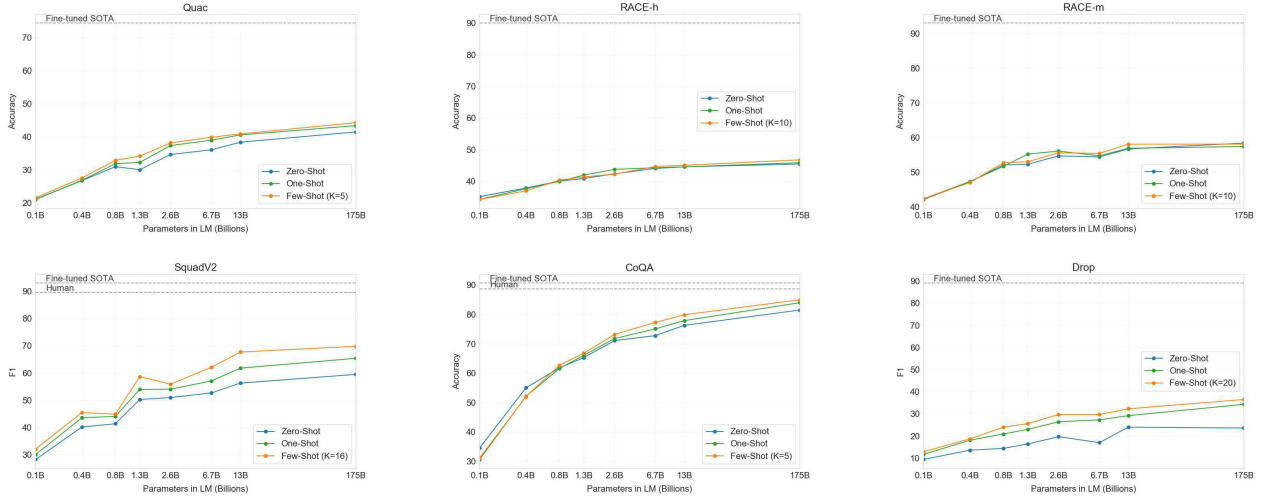 Quac
Fine-tuned SOTA
70
60
50
40
30
20
Accuracy
Zero-Shot
One-Shot
Few-Shot (K=5)
0.1B 0.4B 0.8B 1.3B 2.6B 6.7B 13B 175B
Parameters in LM (Billions)
RACE-h
Fine-tuned SOTA
90
80
70
60
50
40
Accuracy
Zero-Shot
One-Shot
Few-Shot (K=10)
0.1B 0.4B 0.8B 1.3B 2.6B 6.7B 13B 175B
Parameters in LM (Billions)
RACE-m
Fine-tuned SOTA
90
80
70
60
50
40
Accuracy
Zero-Shot
One-Shot
Few-Shot (K=10)
0.1B 0.4B 0.8B 1.3B 2.6B 6.7B 13B 175B
Parameters in LM (Billions)
SquadV2
Fine-tuned SOTA
Human
90
80
70
60
50
40
30
F1
Zero-Shot
One-Shot
Few-Shot (K=16)
0.1B 0.4B 0.8B 1.3B 2.6B 6.7B 13B 175B
Parameters in LM (Billions)
CoQA
Fine-tuned SOTA
Human
90
80
70
60
50
40
30
Accuracy
Zero-Shot
One-Shot
Few-Shot (K=5)
0.1B 0.4B 0.8B 1.3B 2.6B 6.7B 13B 175B
Parameters in LM (Billions)
Drop
Fine-tuned SOTA
90
80
70
60
50
40
30
20
10
F1
Zero-Shot
One-Shot
Few-Shot (K=20)
0.1B 0.4B 0.8B 1.3B 2.6B 6.7B 13B 175B
Parameters in LM (Billions)